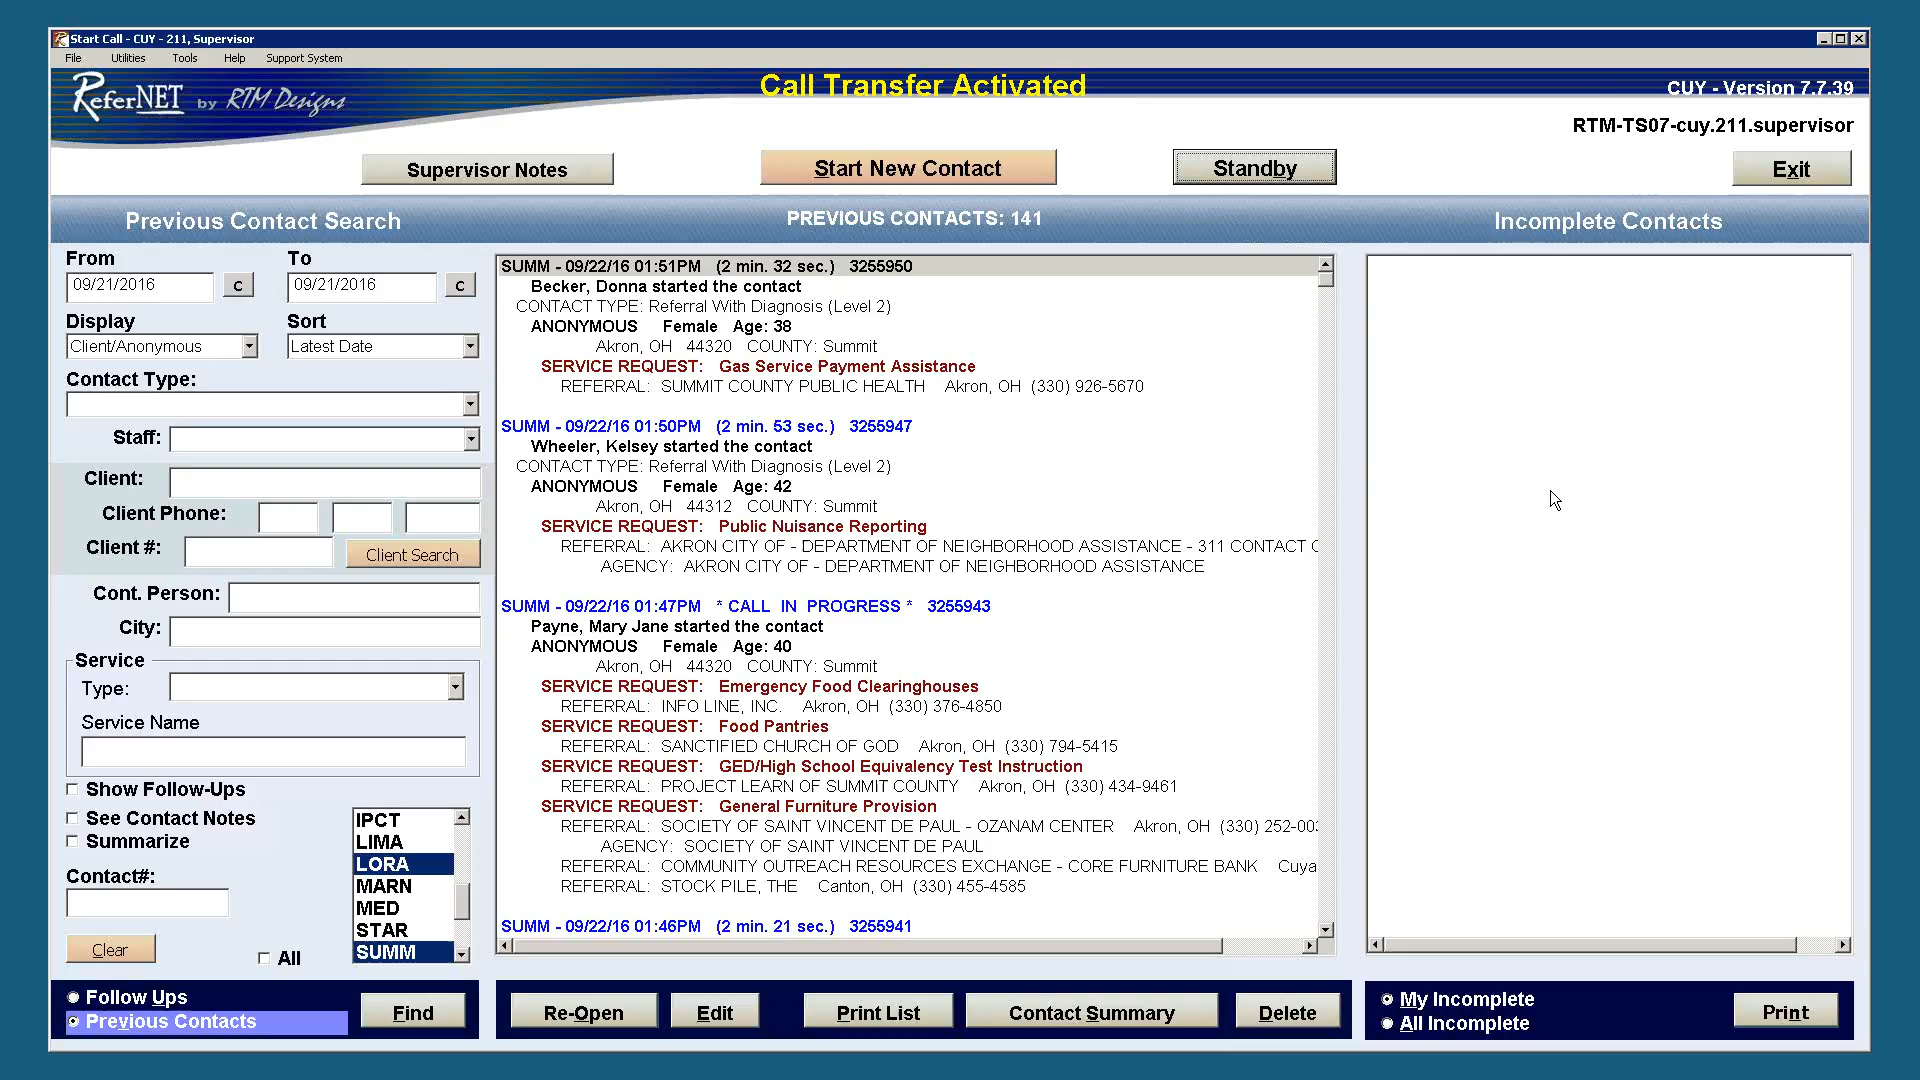 Start Call - CUY - 211, Supervisor
File Utilities Tools Help Support System
ReferNET by RTM Designs
Call Transfer Activated
CUY - Version 7.7.39
RTM-TS07-cuy.211.supervisor
Supervisor Notes
Start New Contact
Standby
Exit
Previous Contact Search
PREVIOUS CONTACTS: 141
Incomplete Contacts
From To
09/21/2016 c 09/21/2016 c
Display Sort
Client/Anonymous Latest Date
Contact Type:
Staff:
Client:
Client Phone:
Client #: Client Search
Cont. Person:
City:
Service
Type:
Service Name
Show Follow-Ups
See Contact Notes
Summarize
Contact#:
Clear
All
IPCT
LIMA
LORA
MARN
MED
STAR
SUMM
Follow Ups
Previous Contacts
Find
SUMM - 09/22/16 01:51PM (2 min. 32 sec.) 3255950
Becker, Donna started the contact
CONTACT TYPE: Referral With Diagnosis (Level 2)
ANONYMOUS Female Age: 38
Akron, OH 44320 COUNTY: Summit
SERVICE REQUEST: Gas Service Payment Assistance
REFERRAL: SUMMIT COUNTY PUBLIC HEALTH Akron, OH (330) 926-5670
SUMM - 09/22/16 01:50PM (2 min. 53 sec.) 3255947
Wheeler, Kelsey started the contact
CONTACT TYPE: Referral With Diagnosis (Level 2)
ANONYMOUS Female Age: 42
Akron, OH 44312 COUNTY: Summit
SERVICE REQUEST: Public Nuisance Reporting
REFERRAL: AKRON CITY OF - DEPARTMENT OF NEIGHBORHOOD ASSISTANCE - 311 CONTACT
AGENCY: AKRON CITY OF - DEPARTMENT OF NEIGHBORHOOD ASSISTANCE
SUMM - 09/22/16 01:47PM * CALL IN PROGRESS * 3255943
Payne, Mary Jane started the contact
ANONYMOUS Female Age: 40
Akron, OH 44320 COUNTY: Summit
SERVICE REQUEST: Emergency Food Clearinghouses
REFERRAL: INFO LINE, INC. Akron, OH (330) 376-4850
SERVICE REQUEST: Food Pantries
REFERRAL: SANCTIFIED CHURCH OF GOD Akron, OH (330) 794-5415
SERVICE REQUEST: GED/High School Equivalency Test Instruction
REFERRAL: PROJECT LEARN OF SUMMIT COUNTY Akron, OH (330) 434-9461
SERVICE REQUEST: General Furniture Provision
REFERRAL: SOCIETY OF SAINT VINCENT DE PAUL - OZANAM CENTER Akron, OH (330) 252-00
AGENCY: SOCIETY OF SAINT VINCENT DE PAUL
REFERRAL: COMMUNITY OUTREACH RESOURCES EXCHANGE - CORE FURNITURE BANK Cuya
REFERRAL: STOCK PILE, THE Canton, OH (330) 455-4585
SUMM - 09/22/16 01:46PM (2 min. 21 sec.) 3255941
Re-Open
Edit
Print List
Contact Summary
Delete
My Incomplete
All Incomplete
Print